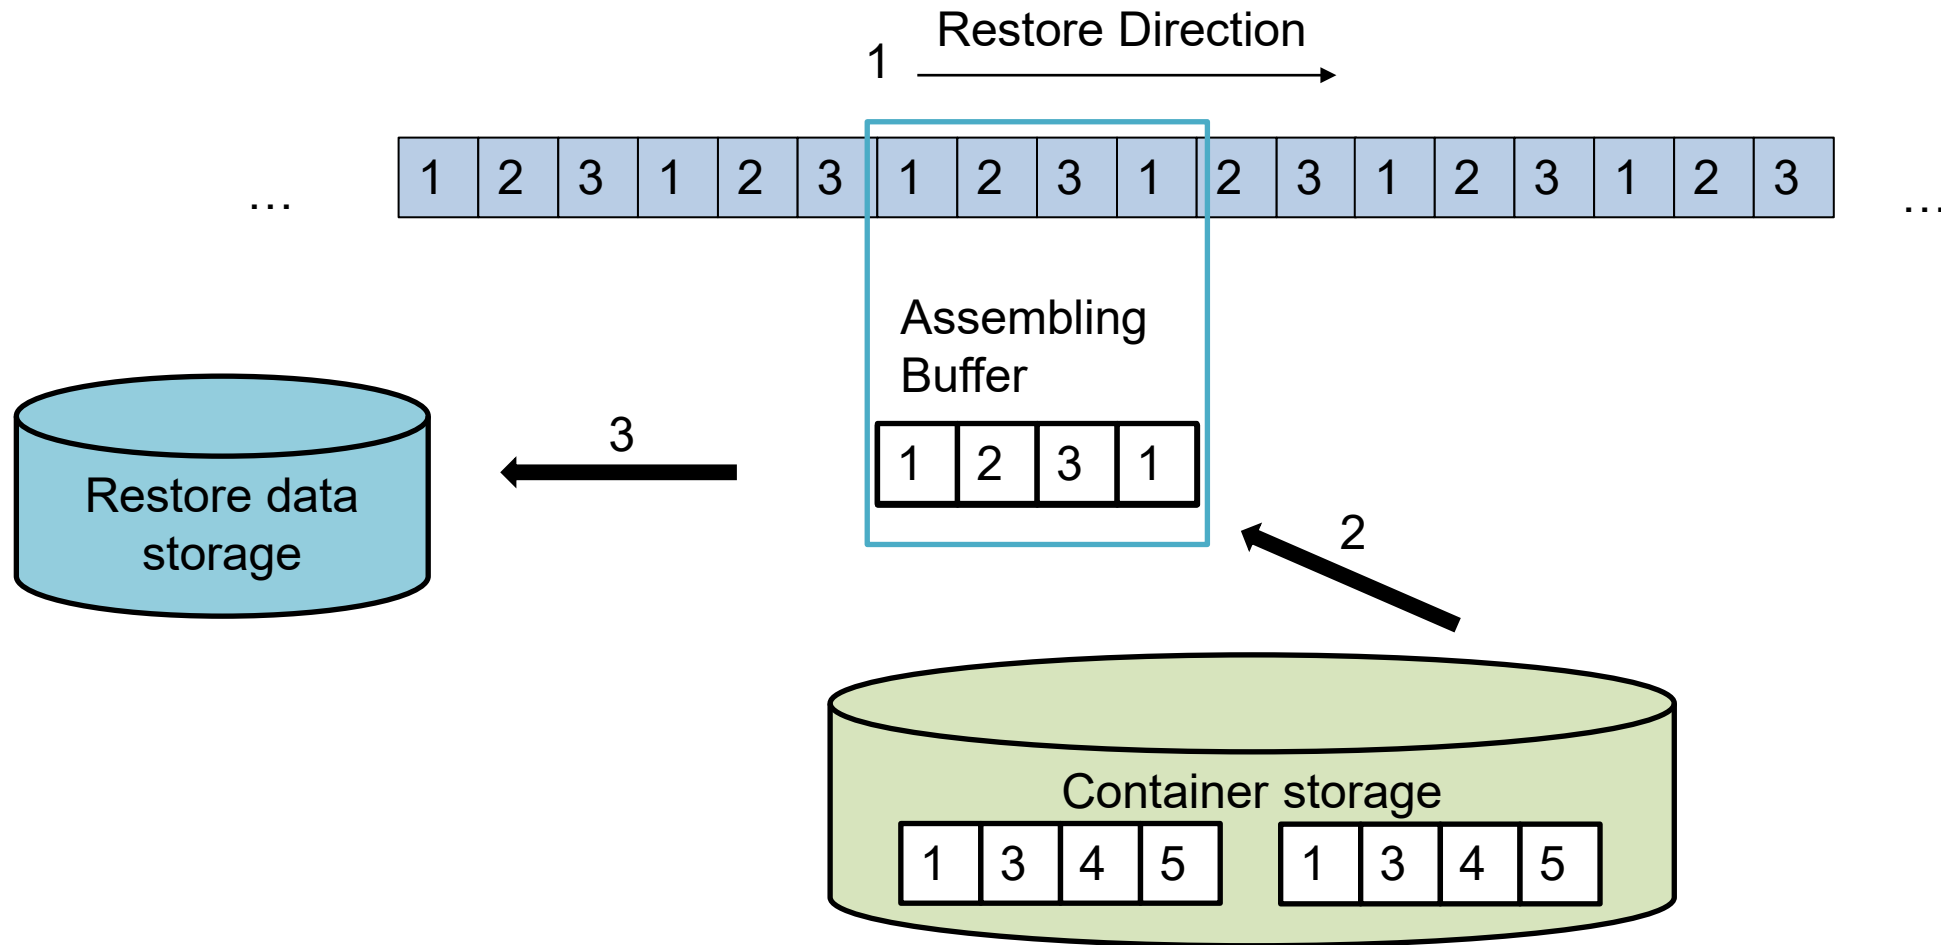 Restore Direction
1
... 1 2 3 1 2 3 1 2 3 1 2 3 1 2 3 1 2 3 ...
Assembling
Buffer
1 2 3 1
3
Restore data
storage
2
Container storage
1 3 4 5 1 3 4 5